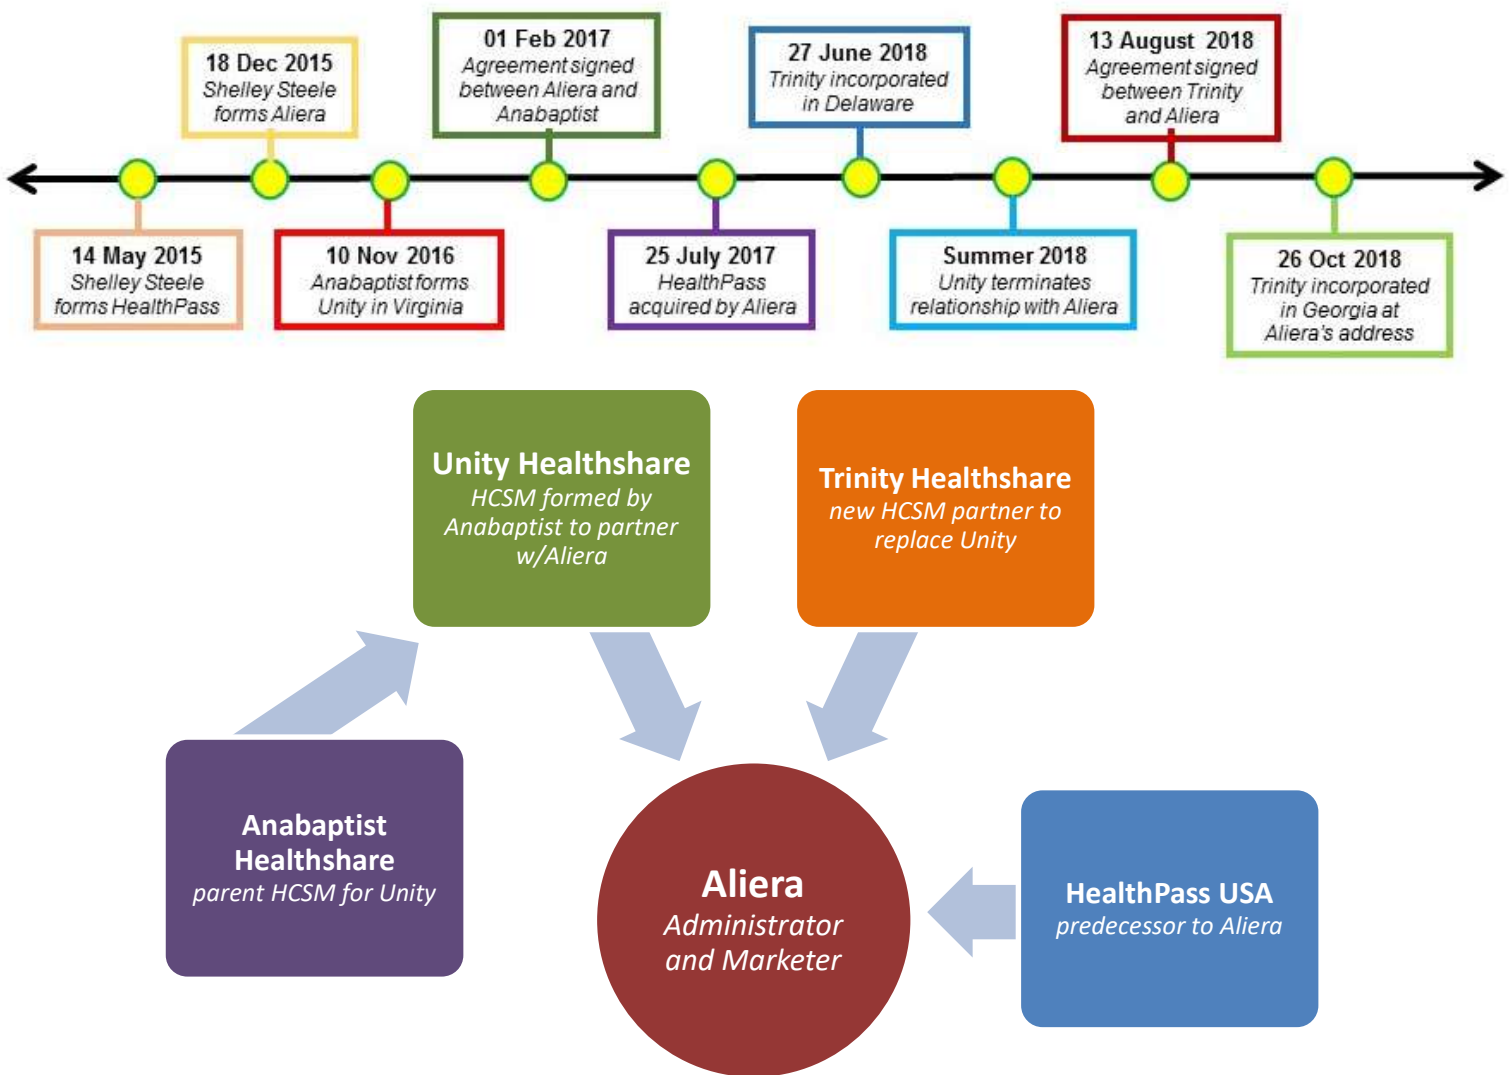 18 Dec 2015
Shelley Steele
forms Aliera
01 Feb 2017
Agreement signed
between Aliera and
Anabaptist
27 June 2018
Trinity incorporated
in Delaware
13 August 2018
Agreement signed
between Trinity
and Aliera
14 May 2015
Shelley Steele
forms HealthPass
10 Nov 2016
Anabaptist forms
Unity in Virginia
25 July 2017
HealthPass
acquired by Aliera
Summer 2018
Unity terminates
relationship with Aliera
26 Oct 2018
Trinity incorporated
in Georgia at
Aliera's address
Unity Healthshare
HCSM formed by
Anabaptist to partner
w/Aliera
Trinity Healthshare
new HCSM partner to
replace Unity
Anabaptist
Healthshare
parent HCSM for Unity
Aliera
Administrator
and Marketer
HealthPass USA
predecessor to Aliera